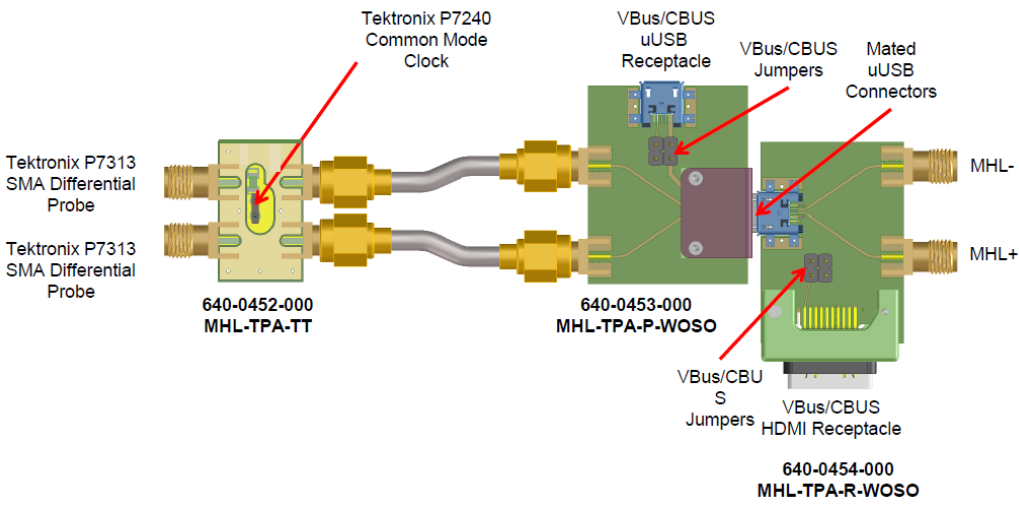 Tektronix P7240
Common Mode
Clock
VBus/CBUS
uUSB
Receptacle
VBus/CBUS
Jumpers
Mated
uUSB
Connectors
Tektronix P7313
SMA Differential
Probe
MHL-
Tektronix P7313
SMA Differential
Probe
MHL+
640-0452-000
MHL-TPA-TT
640-0453-000
MHL-TPA-P-WOSO
VBus/CBU
S
Jumpers
VBus/CBUS
HDMI Receptacle
640-0454-000
MHL-TPA-R-WOSO